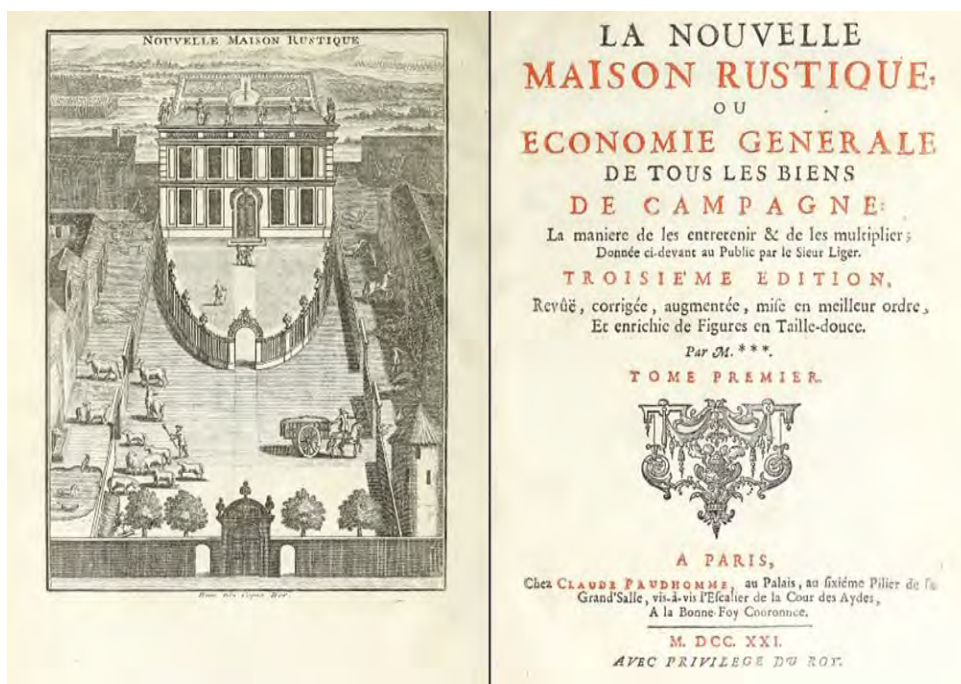 NOUVELLE MAISON RUSTIQUE
LA NOUVELLE
MAISON RUSTIQUE,
OU
ECONOMIE GENERALE
DE TOUS LES BIENS
DE CAMPAGNE:
La maniere de les entretenir & de les multiplier;
Donnée ci-devant au Public par le Sieur Liger.
TROISIÉME EDITION,
Revûë, corrigée, augmentée, miſe en meilleur ordre,
Et enrichie de Figures en Taille-douce.
Par M. ***.
TOME PREMIER.
A PARIS,
Chez CLAUDE PRUDHOMME, au Palais, au ſixiéme Pilier de la
Grand'Salle, vis-à-vis l'Eſcalier de la Cour des Aydes,
A la Bonne-Foy Couronnée.
M. DCC. XXI.
AVEC PRIVILEGE DU ROY.